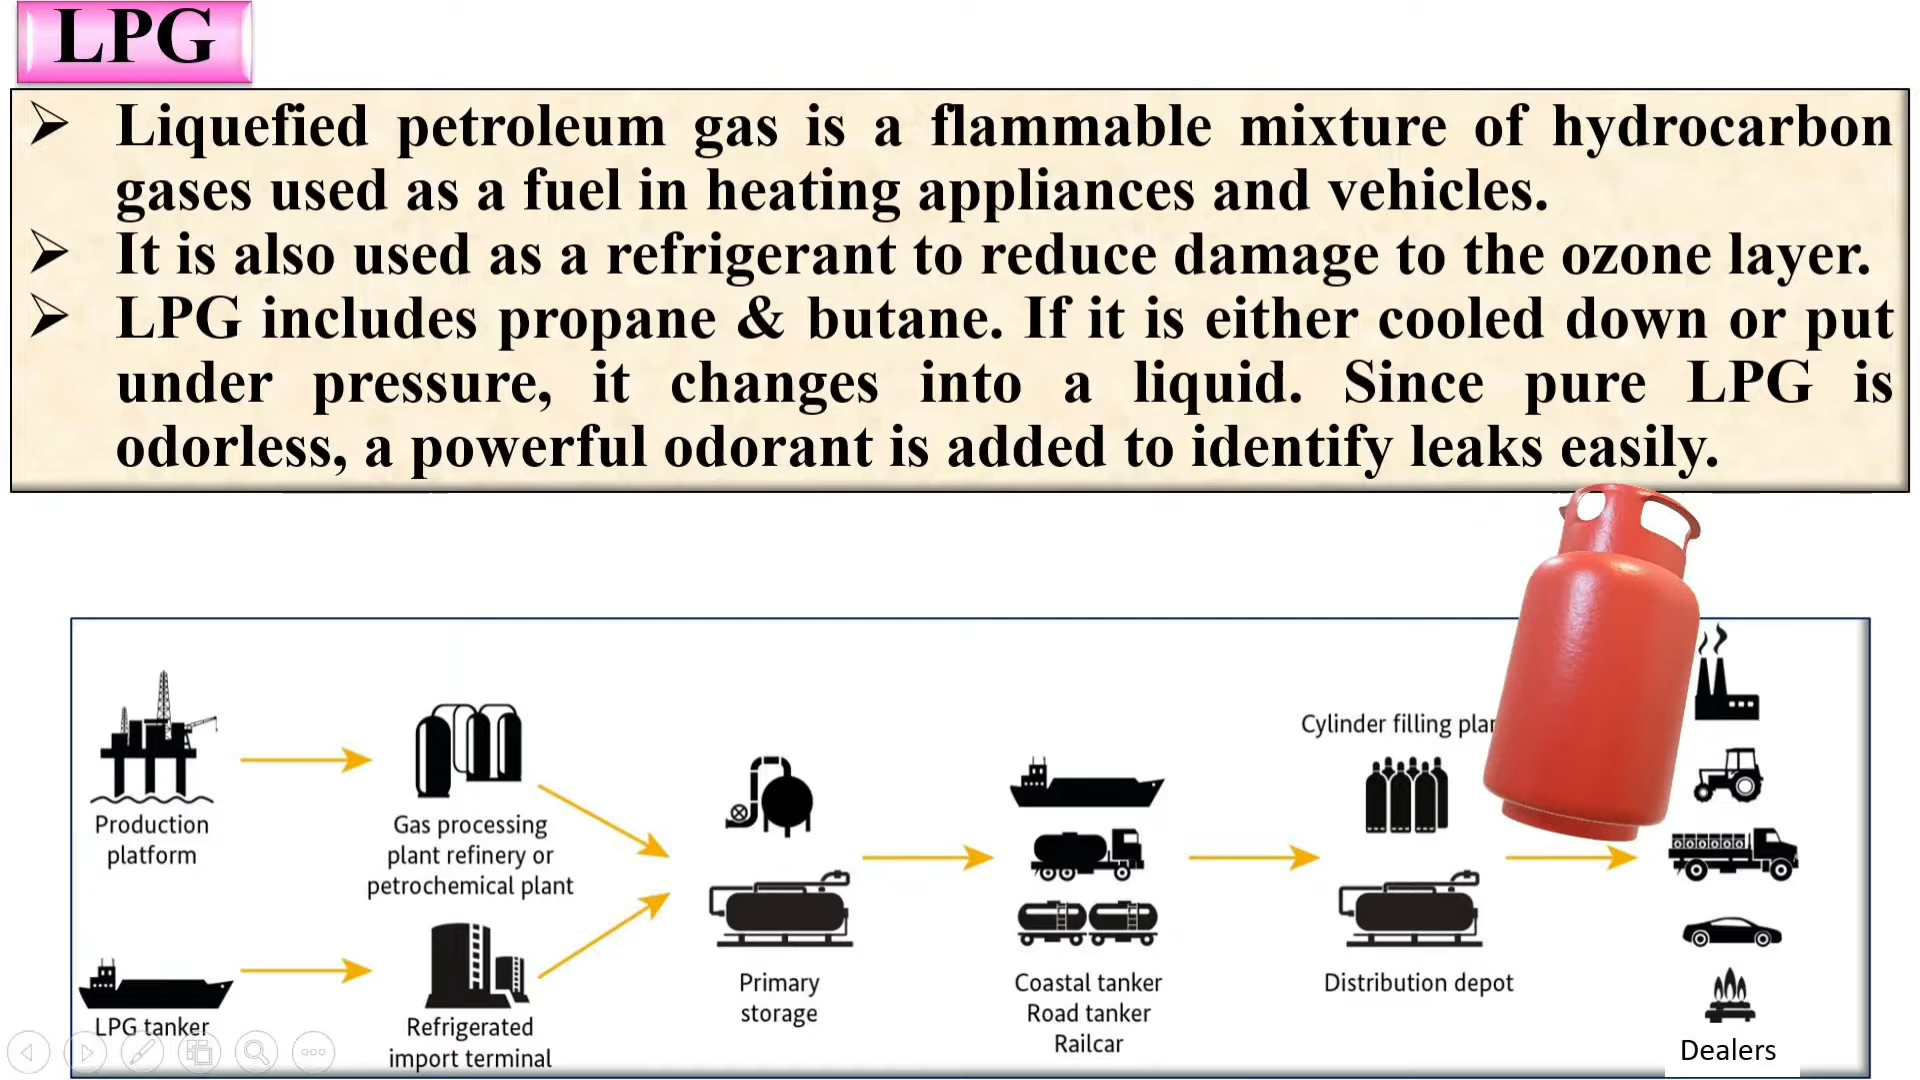 LPG
Liquefied petroleum gas is a flammable mixture of hydrocarbon
gases used as a fuel in heating appliances and vehicles.
It is also used as a refrigerant to reduce damage to the ozone layer.
LPG includes propane & butane. If it is either cooled down or put
under pressure, it changes into a liquid. Since pure LPG is
odorless, a powerful odorant is added to identify leaks easily.
Production
platform
Gas processing
plant refinery or
petrochemical plant
LPG tanker
Refrigerated
import terminal
Primary
storage
Coastal tanker
Road tanker
Railcar
Cylinder filling
Distribution depot
Dealers